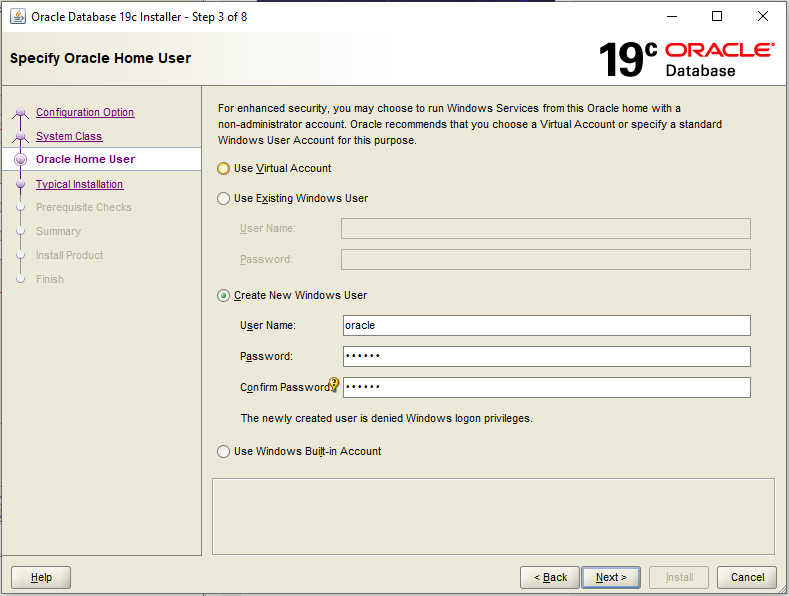 Oracle Database 19c Installer - Step 3 of 8
Specify Oracle Home User
19c ORACLE
Database
Configuration Option
System Class
Oracle Home User
Typical Installation
Prerequisite Checks
Summary
Install Product
Finish
For enhanced security, you may choose to run Windows Services from this Oracle home with a
non-administrator account. Oracle recommends that you choose a Virtual Account or specify a standard
Windows User Account for this purpose.
Use Virtual Account
Use Existing Windows User
User Name:
Password:
Create New Windows User
User Name: oracle
Password: ••••••
Confirm Password: ••••••
The newly created user is denied Windows logon privileges.
Use Windows Built-in Account
Help
< Back Next > Install Cancel